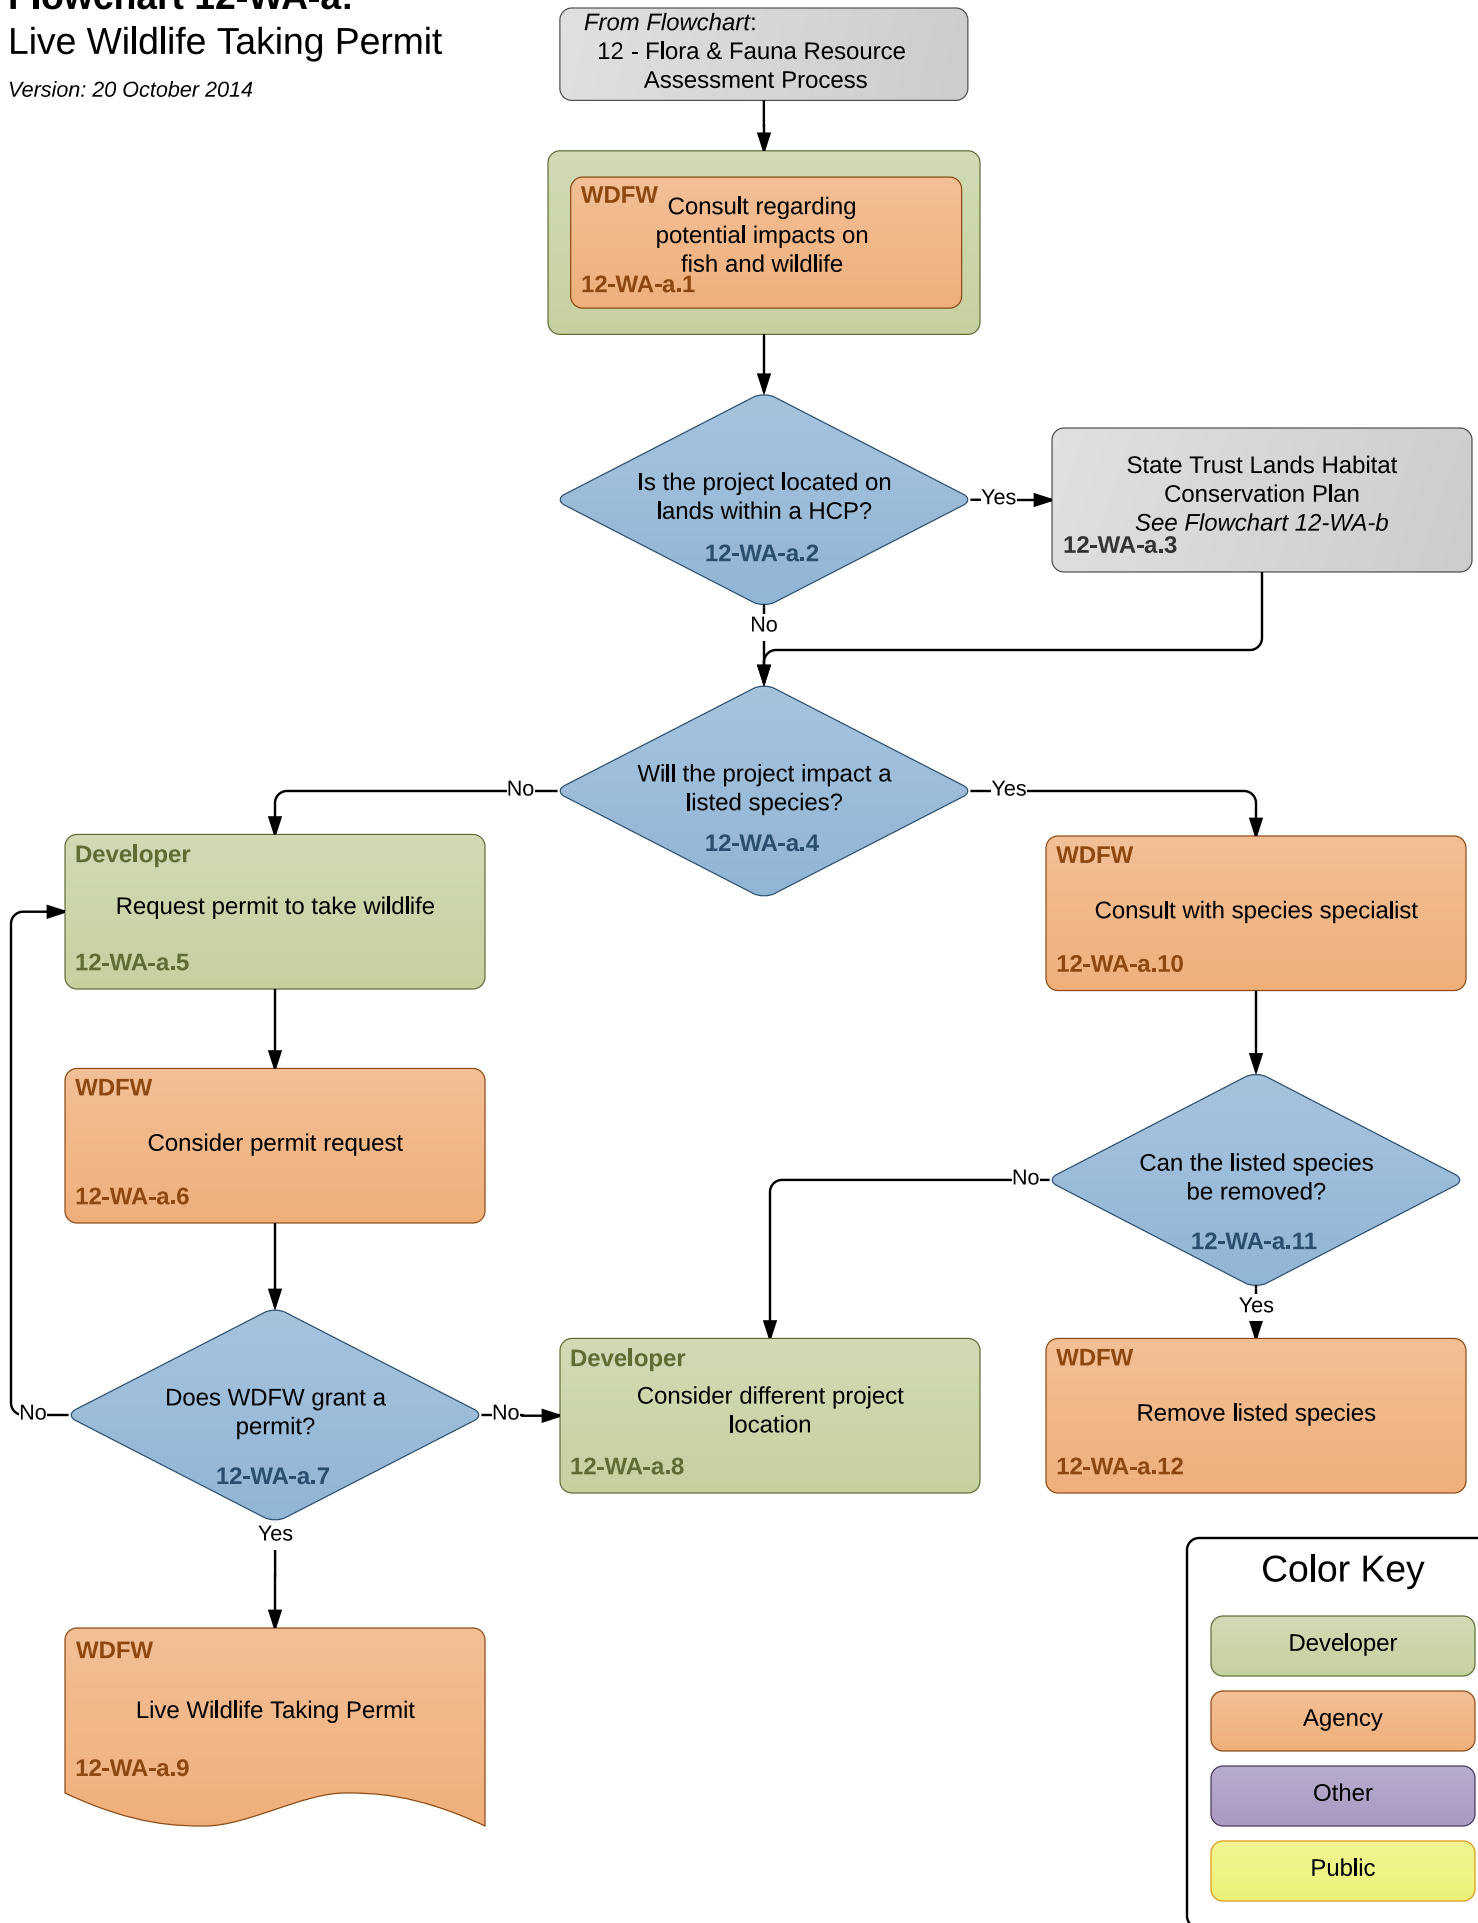 Flowchart 12-WA-a:
Live Wildlife Taking Permit
Version: 20 October 2014
From Flowchart:
12 - Flora & Fauna Resource
Assessment Process
WDFW
Consult regarding
potential impacts on
fish and wildlife
12-WA-a.1
Is the project located on
lands within a HCP?
12-WA-a.2
Yes
State Trust Lands Habitat
Conservation Plan
See Flowchart 12-WA-b
12-WA-a.3
No
Will the project impact a
listed species?
12-WA-a.4
No
Yes
Developer
Request permit to take wildlife
12-WA-a.5
WDFW
Consult with species specialist
12-WA-a.10
WDFW
Consider permit request
12-WA-a.6
Can the listed species
be removed?
12-WA-a.11
No
Yes
Does WDFW grant a
permit?
12-WA-a.7
No
No
Yes
Developer
Consider different project
location
12-WA-a.8
WDFW
Remove listed species
12-WA-a.12
WDFW
Live Wildlife Taking Permit
12-WA-a.9
Color Key
Developer
Agency
Other
Public